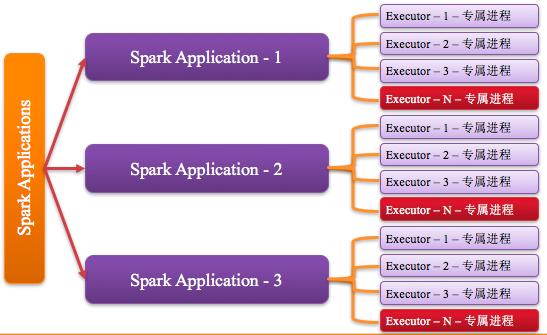 Spark Applications
Spark Application - 1
Executor – 1 – 专属进程
Executor – 2 – 专属进程
Executor – 3 – 专属进程
Executor – N – 专属进程
Spark Application - 2
Executor – 1 – 专属进程
Executor – 2 – 专属进程
Executor – 3 – 专属进程
Executor – N – 专属进程
Spark Application - 3
Executor – 1 – 专属进程
Executor – 2 – 专属进程
Executor – 3 – 专属进程
Executor – N – 专属进程